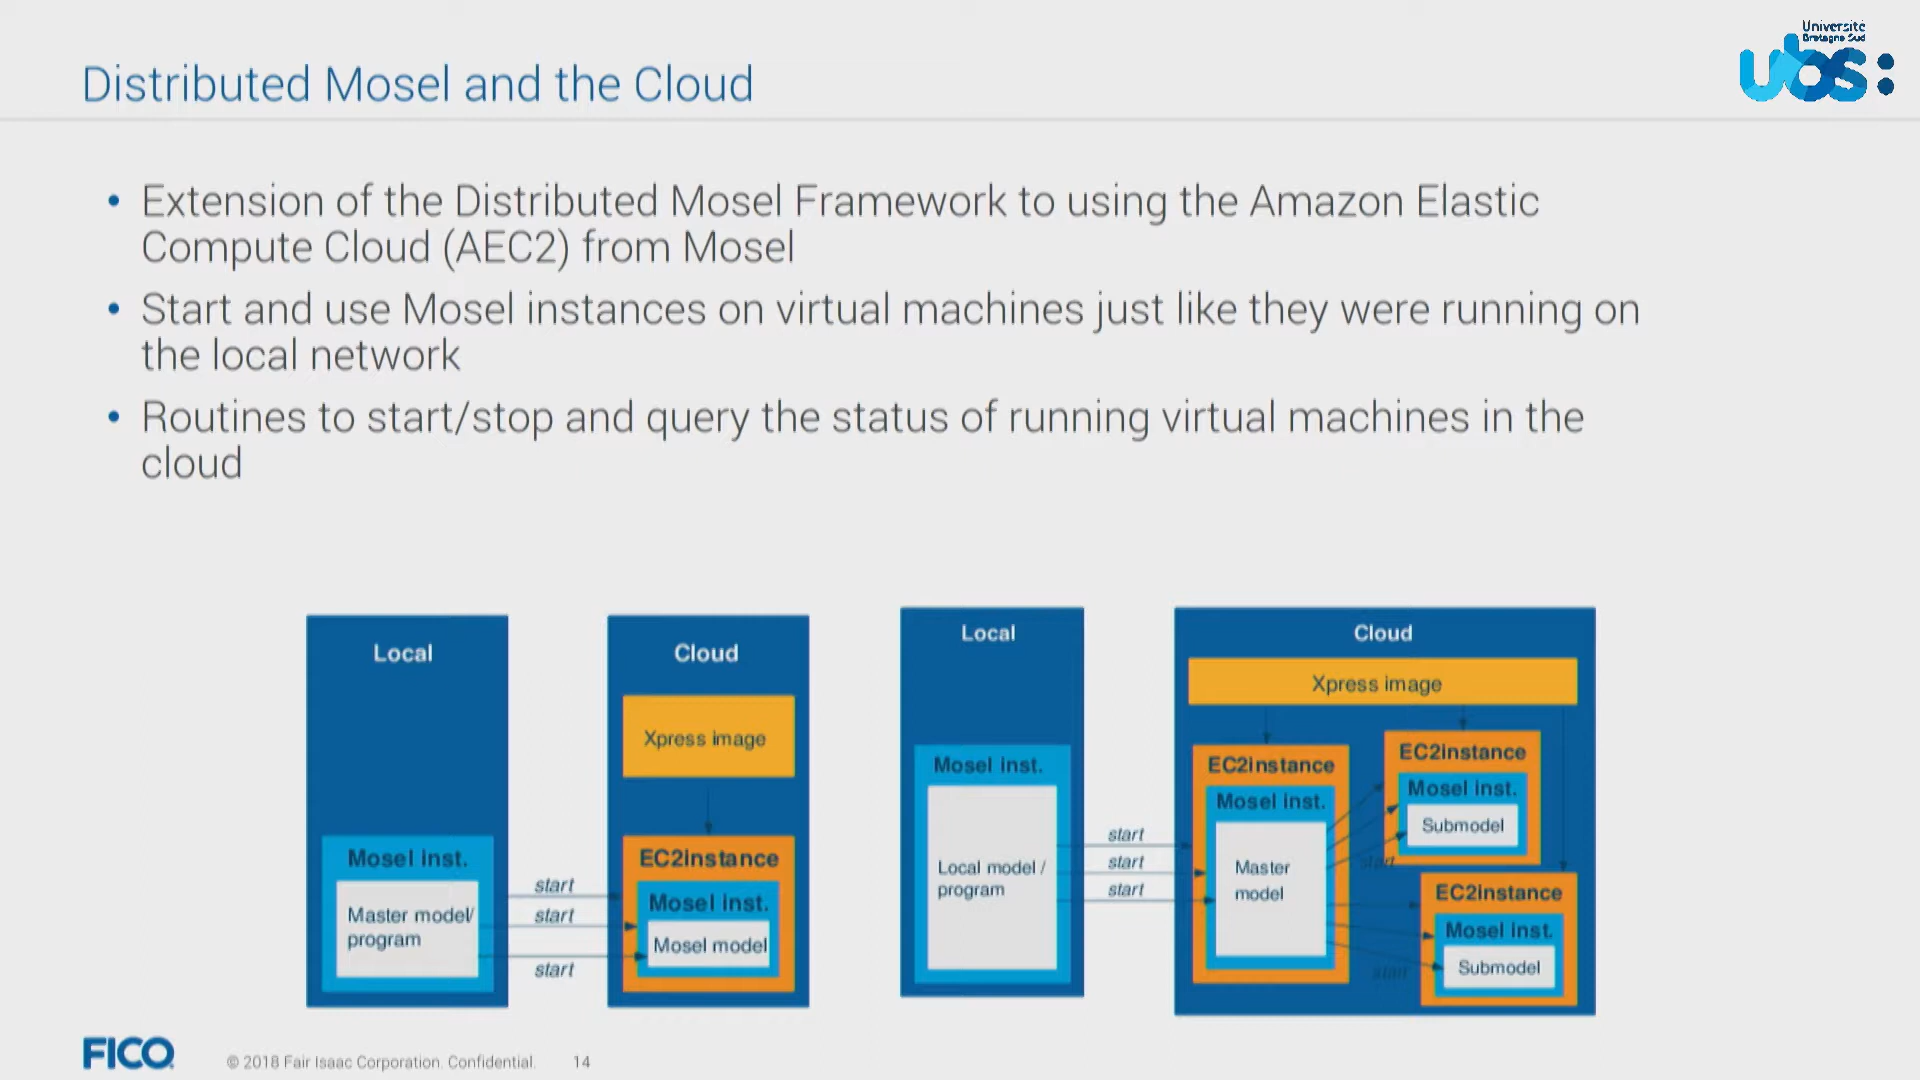 Université
Bretagne Sud
ubs:
Distributed Mosel and the Cloud
• Extension of the Distributed Mosel Framework to using the Amazon Elastic
Compute Cloud (AEC2) from Mosel
• Start and use Mosel instances on virtual machines just like they were running on
the local network
• Routines to start/stop and query the status of running virtual machines in the
cloud
Local
Mosel inst.
Master model/
program
start
start
start
Cloud
Xpress image
EC2instance
Mosel inst.
Mosel model
Local
Mosel inst.
Local model /
program
start
start
start
Cloud
Xpress image
EC2instance
Mosel inst.
Master
model
start
start
EC2instance
Mosel inst.
Submodel
EC2instance
Mosel inst.
Submodel
FICO
© 2018 Fair Isaac Corporation. Confidential.
14